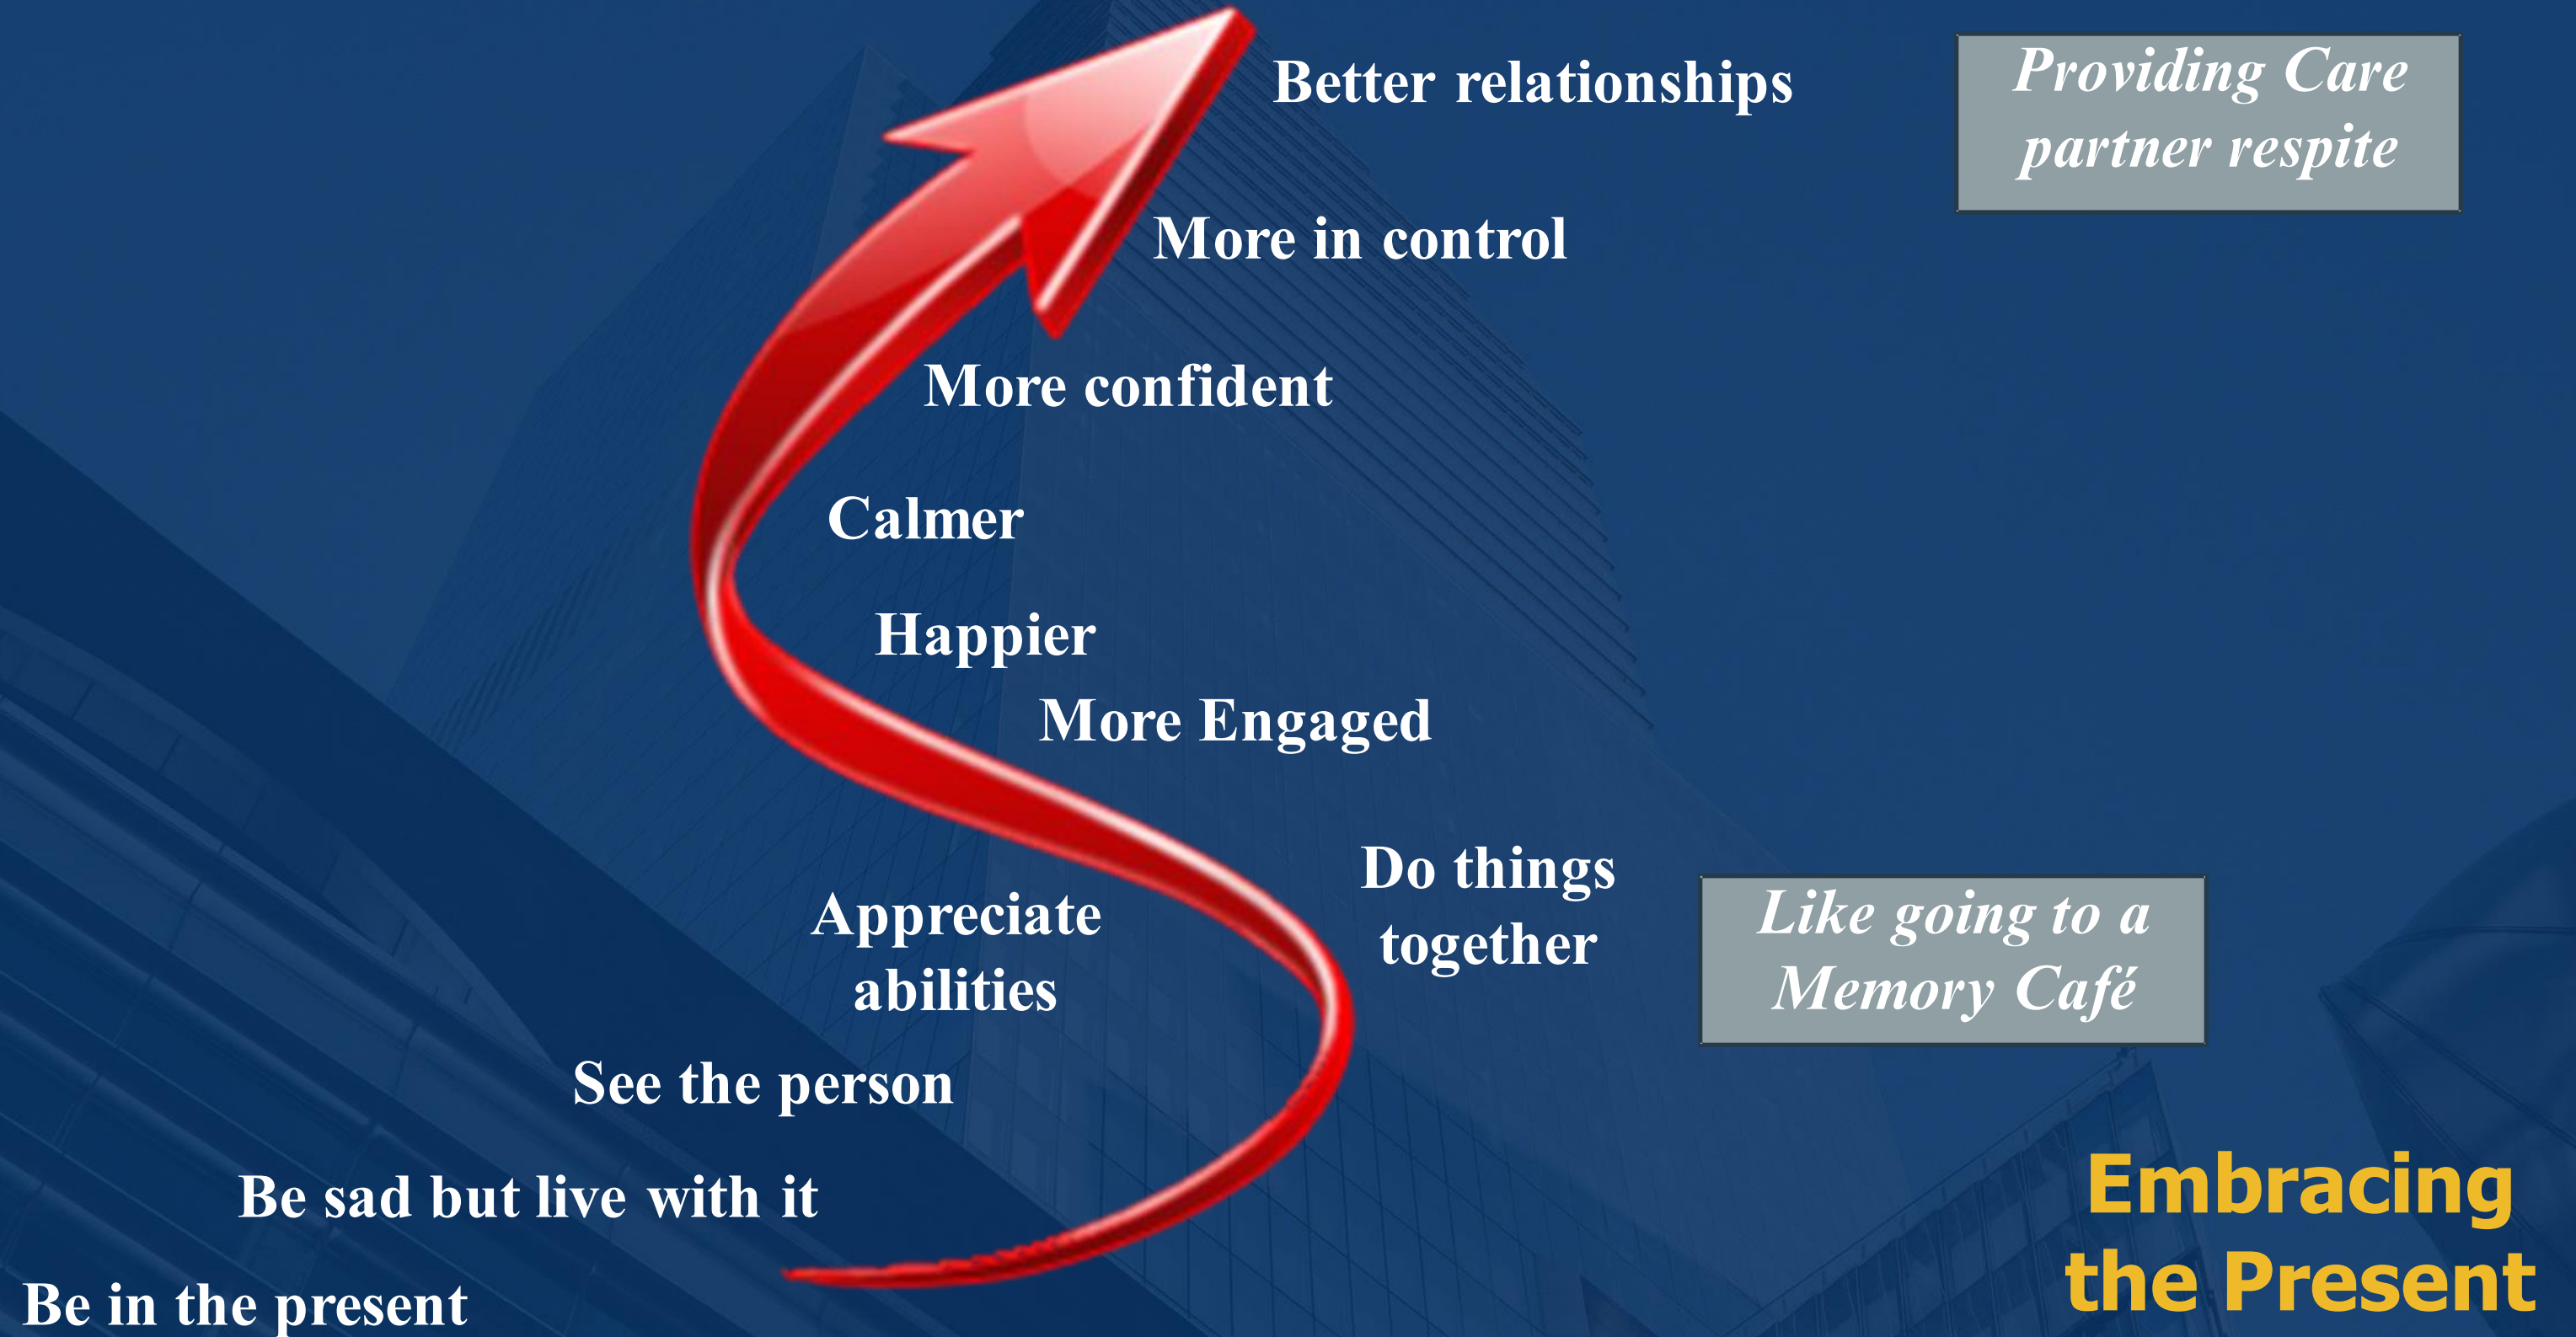 Better relationships
Providing Care
partner respite
More in control
More confident
Calmer
Happier
More Engaged
Do things
together
Appreciate
abilities
Like going to a
Memory Café
See the person
Be sad but live with it
Be in the present
Embracing
the Present